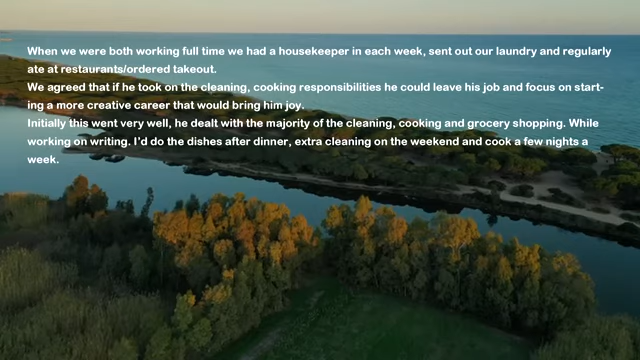 When we were both working full time we had a housekeeper in each week, sent out our laundry and regularly
ate at restaurants/ordered takeout.
We agreed that if he took on the cleaning, cooking responsibilities he could leave his job and focus on start-
ing a more creative career that would bring him joy.
Initially this went very well, he dealt with the majority of the cleaning, cooking and grocery shopping. While
working on writing. I'd do the dishes after dinner, extra cleaning on the weekend and cook a few nights a
week.